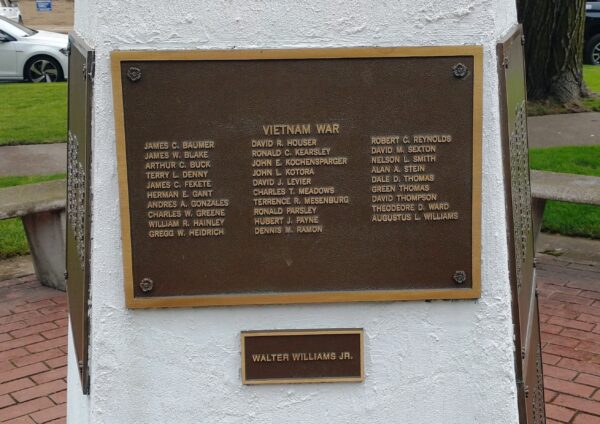 VIETNAM WAR
JAMES C. BAUMER
JAMES W. BLAKE
ARTHUR C. BUCK
TERRY L. DENNY
JAMES C. FEKETE
HERMAN E. GANT
ANDRES A. GONZALES
CHARLES W. GREENE
WILLIAM R. HAINLEY
GREGG W. HEIDRICH
DAVID R. HOUSER
RONALD C. KEARSLEY
JOHN E. KOCHENSPARGER
JOHN L. KOTORA
DAVID J. LEVIER
CHARLES T. MEADOWS
TERRENCE R. MESENBURG
RONALD PARSLEY
HUBERT J. PAYNE
DENNIS M. RAMON
ROBERT C. REYNOLDS
DAVID M. SEXTON
NELSON L. SMITH
ALAN A. STEIN
DALE D. THOMAS
GREEN THOMAS
DAVID THOMPSON
THEODEORE D. WARD
AUGUSTUS L. WILLIAMS
WALTER WILLIAMS JR.